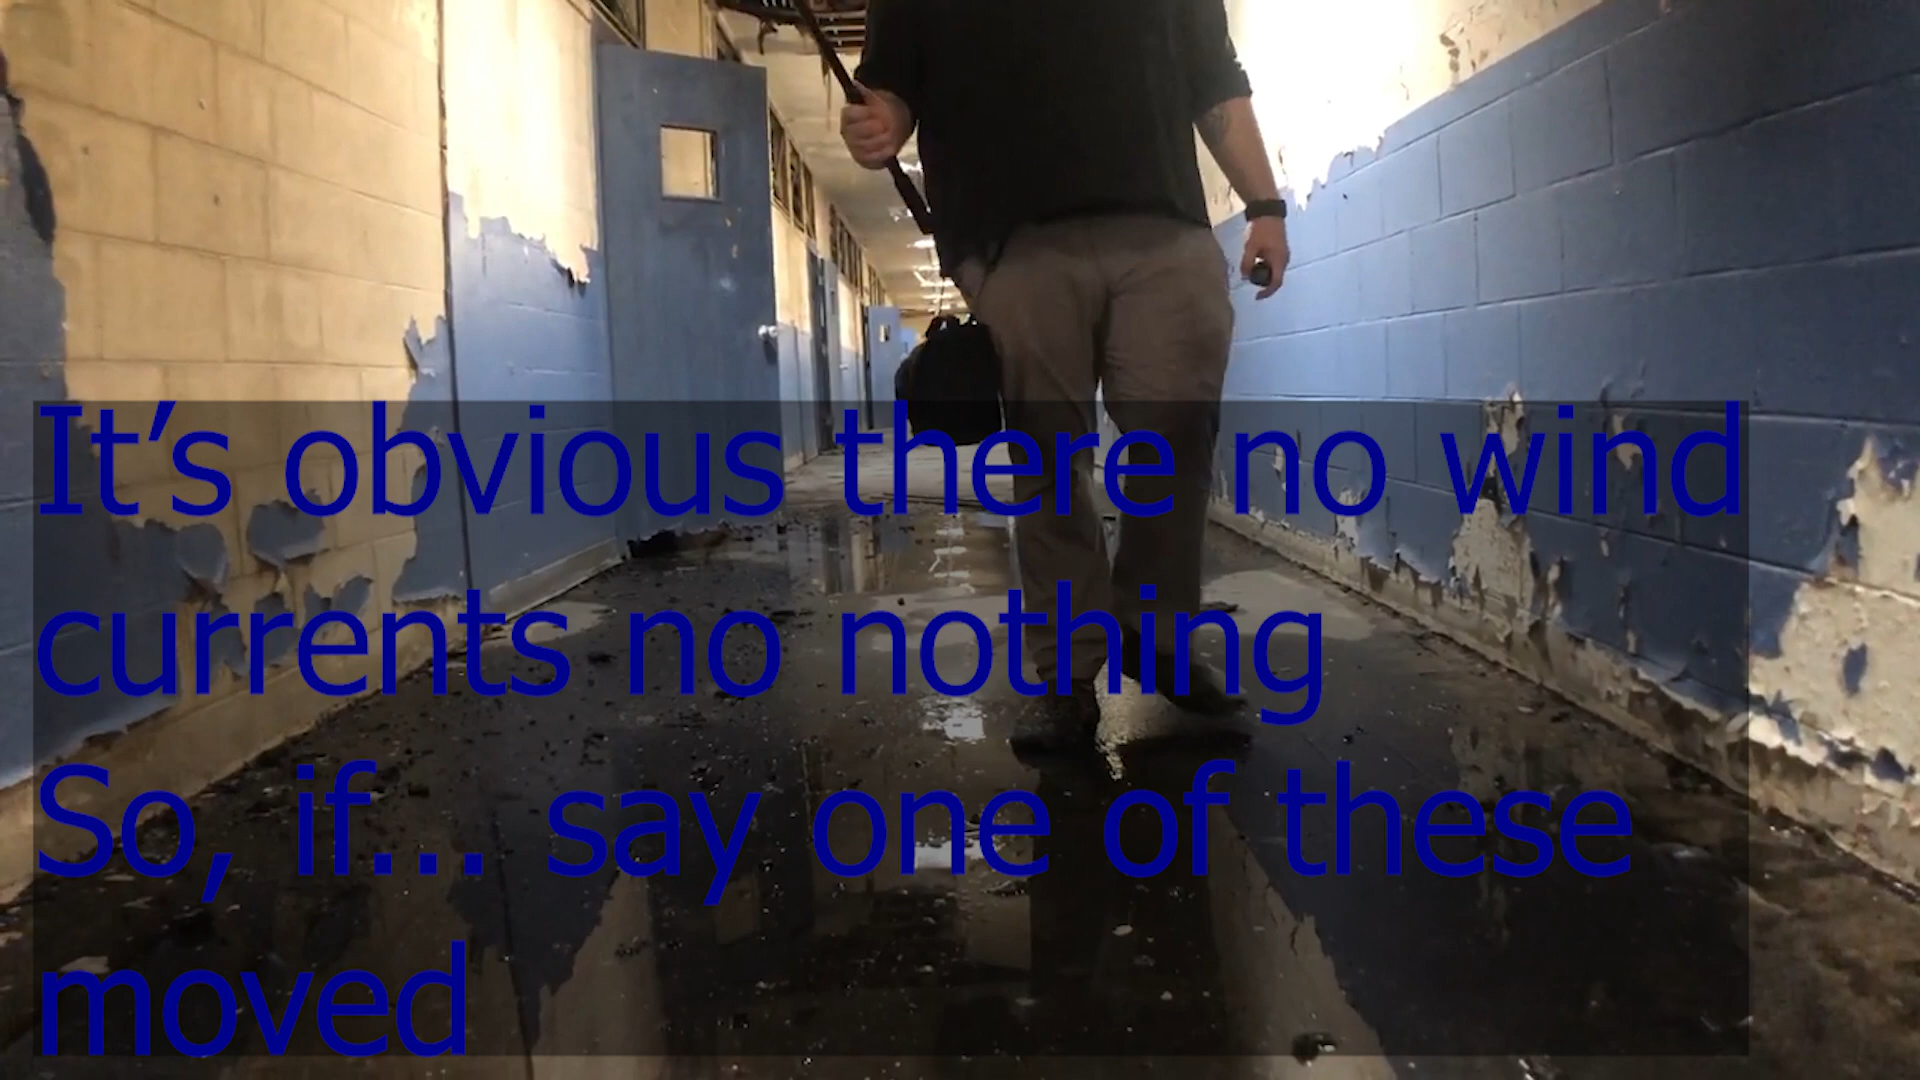 It’s obvious there no wind
currents no nothing
So, if... say one of these
moved